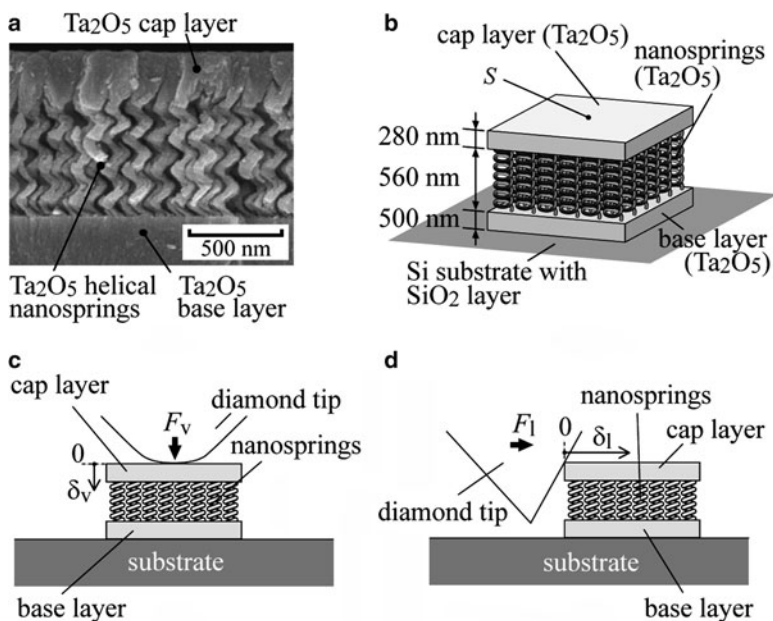 a
Ta2O5 cap layer
500 nm
Ta2O5 helical
nanosprings
Ta2O5
base layer
b
cap layer (Ta2O5)
nanosprings
(Ta2O5)
S
280 nm
560 nm
500 nm
base layer
(Ta2O5)
Si substrate with
SiO2 layer
c
cap layer
Fv
diamond tip
nanosprings
0
δv
substrate
base layer
d
nanosprings
Fl
0
δl
cap layer
diamond tip
substrate
base layer